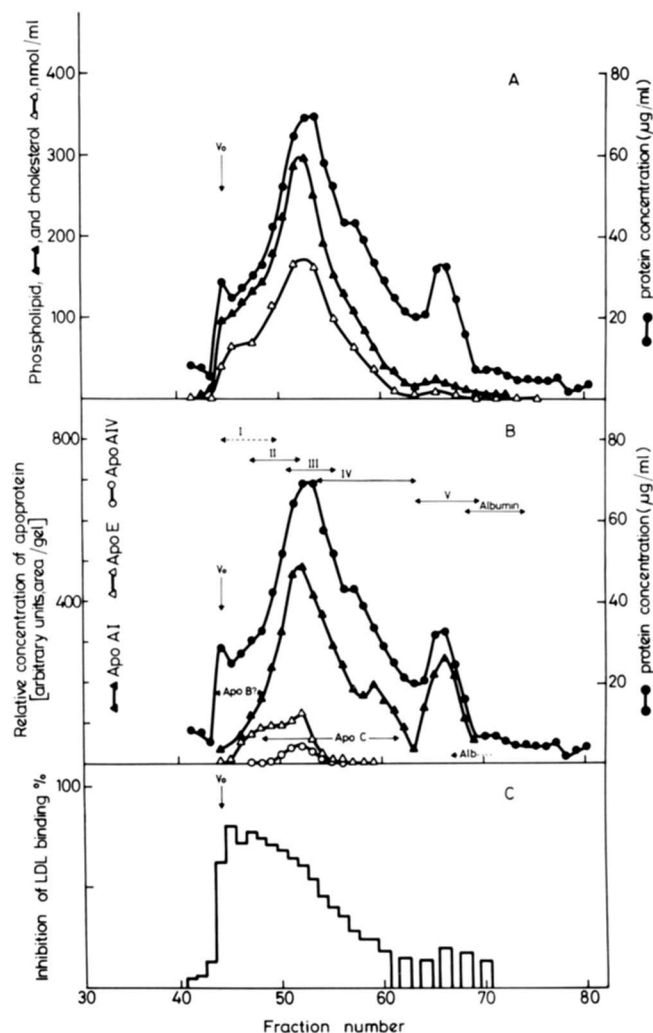 400
300
200
100
Phospholipid, ▲—▲, and cholesterol △—△, nmol/ml
A
V₀
80
60
40
20
●—● protein concentration (µg/ml)
800
400
Relative concentration of apoprotein
[arbitrary units, area/gel]
▲—▲ Apo AI
△—△ Apo E
○—○ Apo AIV
B
I
II
III
IV
V
Albumin
V₀
Apo B?
Apo C
Alb
80
60
40
20
●—● protein concentration (µg/ml)
100
Inhibition of LDL binding %
V₀
C
30 40 50 60 70 80
Fraction number